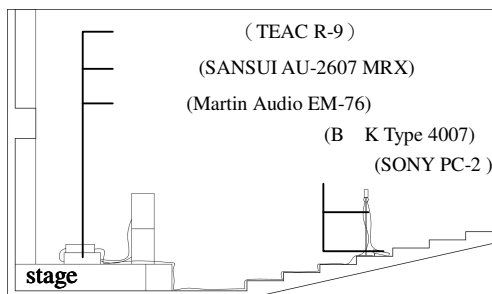 （TEAC R-9）
(SANSUI AU-2607 MRX)
(Martin Audio EM-76)
(B K Type 4007)
(SONY PC-2 )
stage